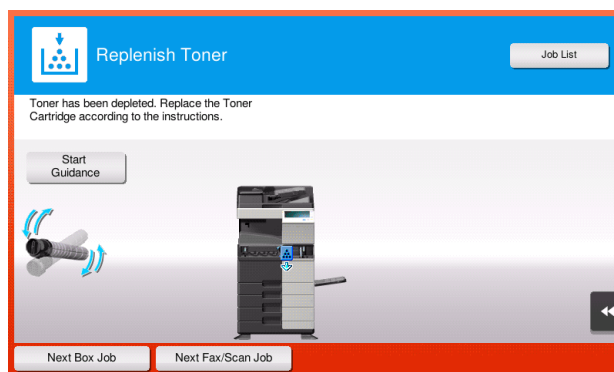 Replenish Toner
Job List
Toner has been depleted. Replace the Toner
Cartridge according to the instructions.
Start
Guidance
Next Box Job
Next Fax/Scan Job